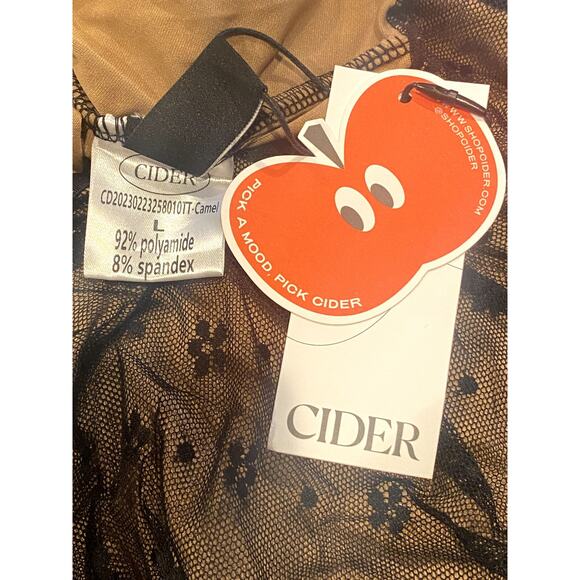 CIDER
CD20230223258010TT-Camel
L
92% polyamide
8% spandex
WWW.SHOPCIDER.COM
@SHOPCIDER
PICK A MOOD, PICK CIDER
CIDER